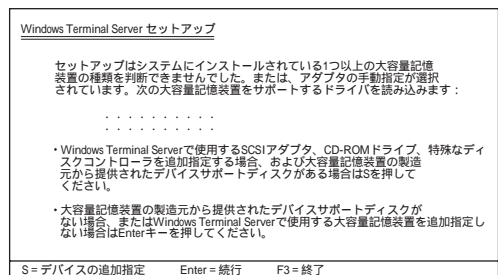 Windows Terminal Server セットアップ
セットアップはシステムにインストールされている1つ以上の大容量記憶
装置の種類を判断できませんでした。または、アダプタの手動指定が選択
されています。次の大容量記憶装置をサポートするドライバを読み込みます：
. . . . . . . . . .
. . . . . . . . . .
・Windows Terminal Serverで使用するSCSIアダプタ、CD-ROMドライブ、特殊なディ
スクコントローラを追加指定する場合、および大容量記憶装置の製造
元から提供されたデバイスサポートディスクがある場合はSを押して
ください。
・大容量記憶装置の製造元から提供されたデバイスサポートディスクが
ない場合、またはWindows Terminal Serverで使用する大容量記憶装置を追加指定し
ない場合はEnterキーを押してください。
S = デバイスの追加指定 Enter = 続行 F3 = 終了